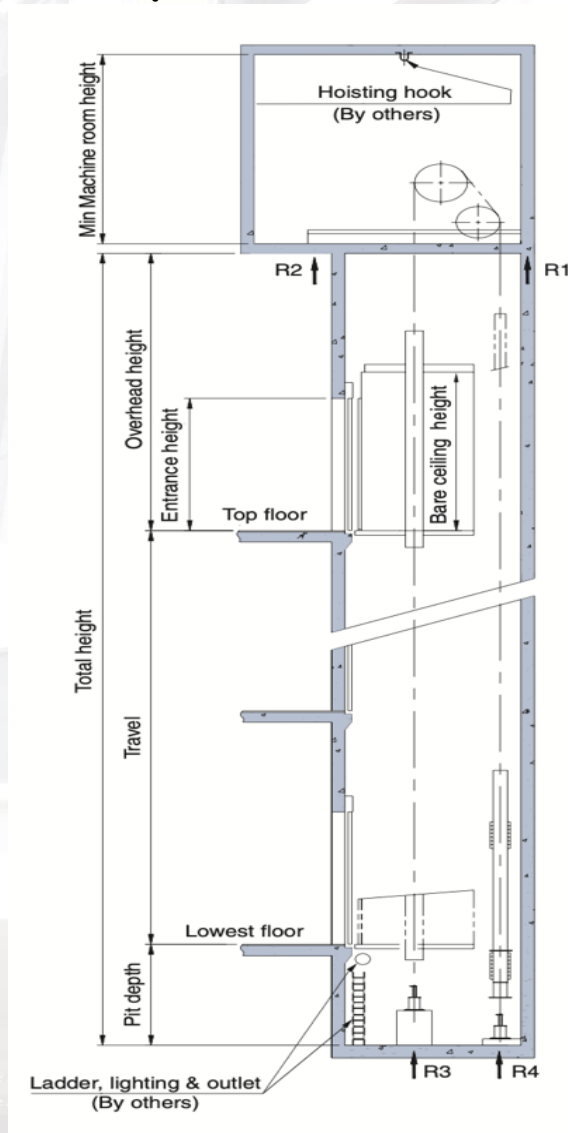 Min Machine room height
Hoisting hook
(By others)
R2
R1
Overhead height
Entrance height
Bare ceiling height
Top floor
Total height
Travel
Lowest floor
Pit depth
Ladder, lighting & outlet
(By others)
R3
R4